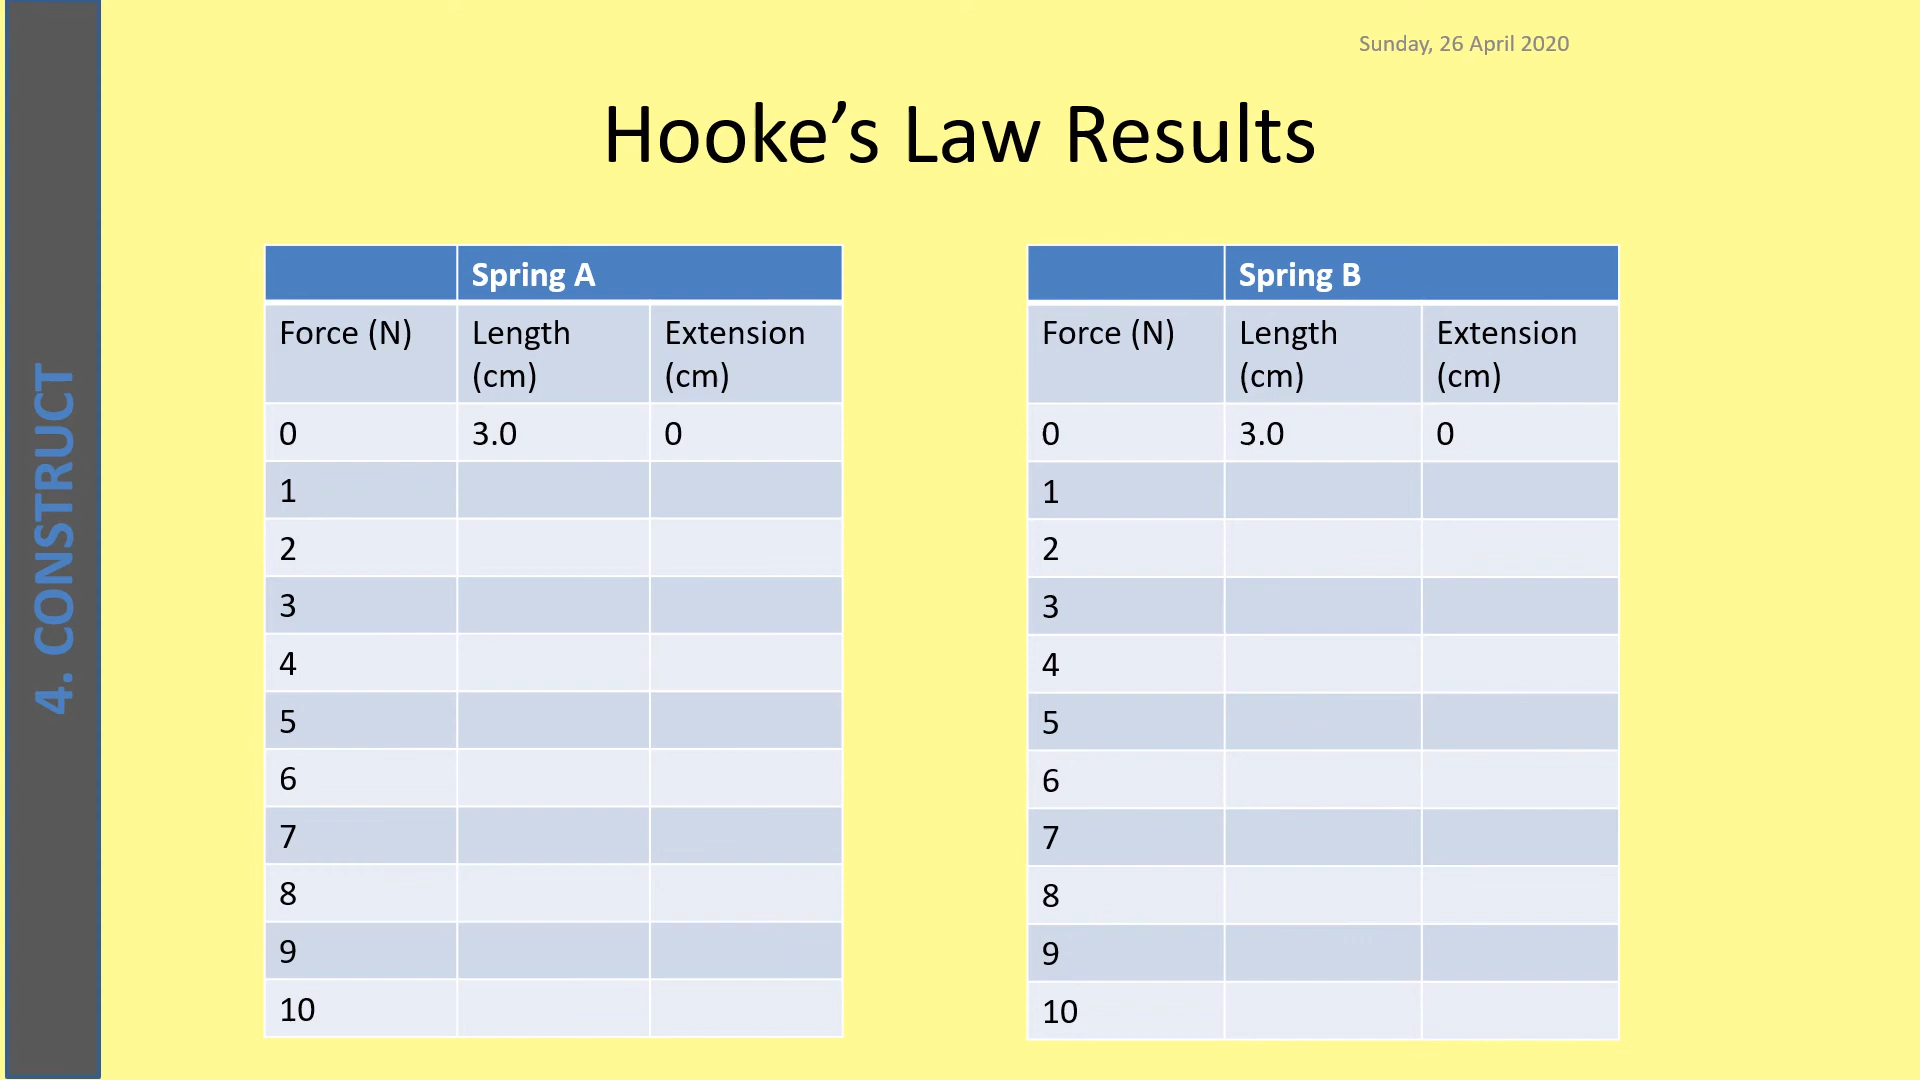 Sunday, 26 April 2020
Hooke’s Law Results
4. CONSTRUCT
Spring A
Force (N) Length (cm) Extension (cm)
0 3.0 0
1
2
3
4
5
6
7
8
9
10
Spring B
Force (N) Length (cm) Extension (cm)
0 3.0 0
1
2
3
4
5
6
7
8
9
10